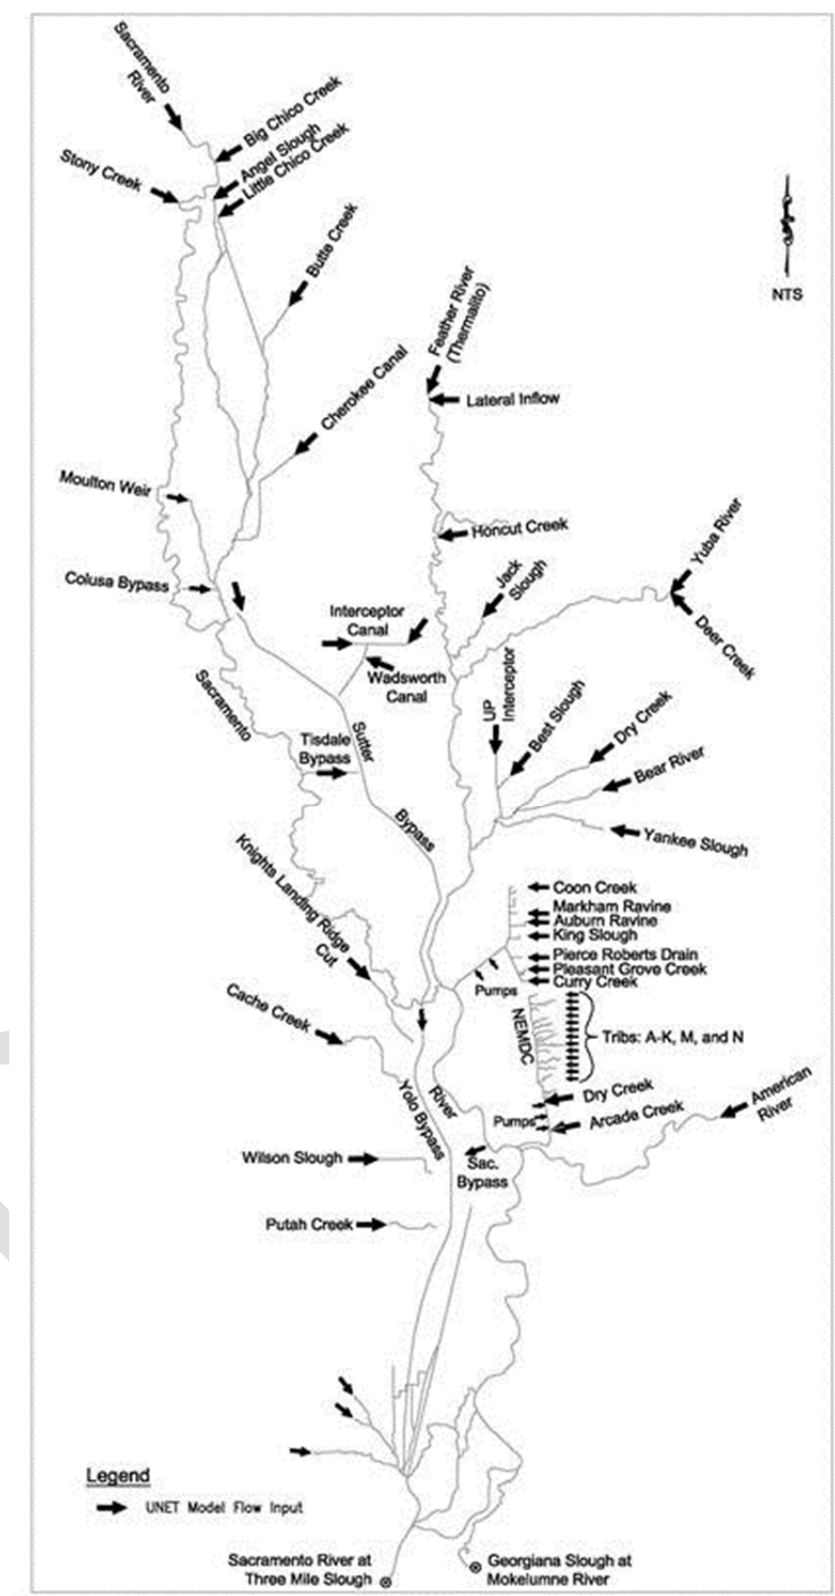 Sacramento
River
Big Chico Creek
Angel Slough
Little Chico Creek
Stony Creek
Butte Creek
NTS
Feather River
(Thermalito)
Lateral Inflow
Cherokee Canal
Moulton Weir
Honcut Creek
Yuba River
Jack
Slough
Colusa Bypass
Interceptor
Canal
Deer Creek
Wadsworth
Canal
UP
Interceptor
Sacramento
Best Slough
Dry Creek
Sutter
Tisdale
Bypass
Bear River
Bypass
Yankee Slough
Knights Landing Ridge
Cut
Coon Creek
Markham Ravine
Auburn Ravine
King Slough
Pierce Roberts Drain
Pleasant Grove Creek
Curry Creek
Pumps
Cache Creek
NEMDC
Tribs: A-K, M, and N
Yolo Bypass
River
Dry Creek
American
River
Pumps
Arcade Creek
Wilson Slough
Sac.
Bypass
Putah Creek
Legend
UNET Model Flow Input
Sacramento River at
Three Mile Slough
Georgiana Slough at
Mokelumne River